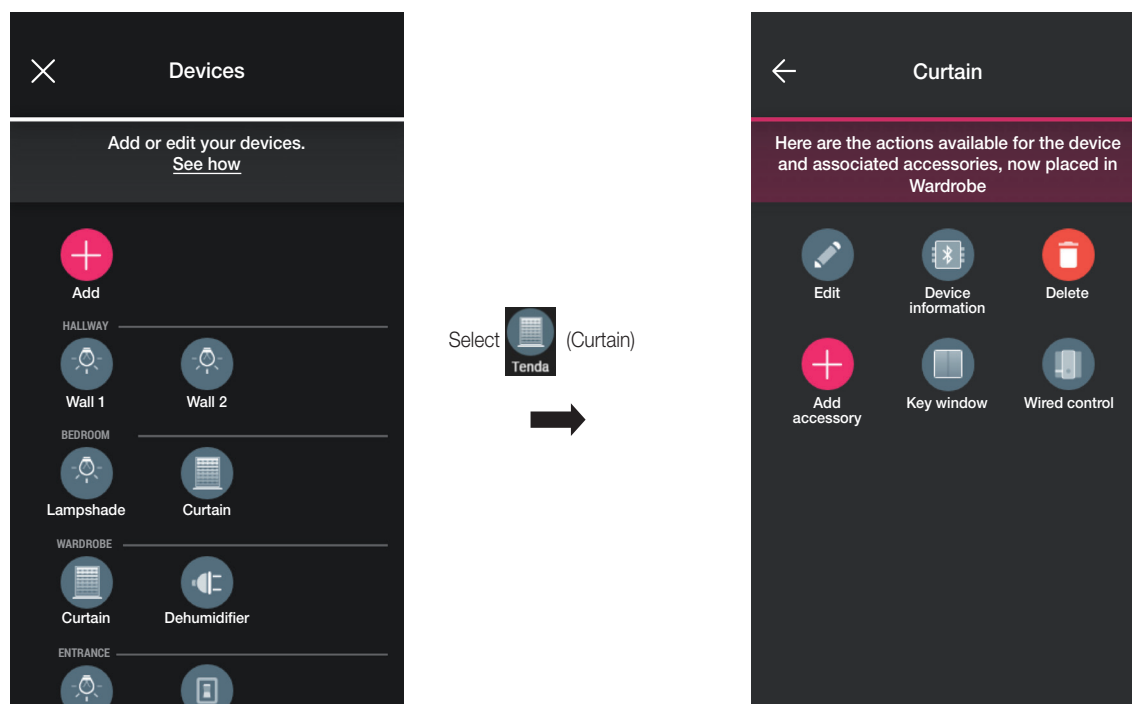 Devices
Add or edit your devices.
See how
Add
HALLWAY
Wall 1
Wall 2
BEDROOM
Lampshade
Curtain
WARDROBE
Curtain
Dehumidifier
ENTRANCE
Select
Tenda
(Curtain)
Curtain
Here are the actions available for the device
and associated accessories, now placed in
Wardrobe
Edit
Device
information
Delete
Add
accessory
Key window
Wired control